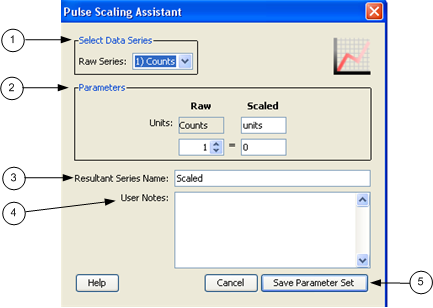 Pulse Scaling Assistant
1
Select Data Series
Raw Series: 1) Counts
2
Parameters
Raw Scaled
Units: Counts units
1 = 0
3
Resultant Series Name: Scaled
4
User Notes:
Help Cancel Save Parameter Set
5